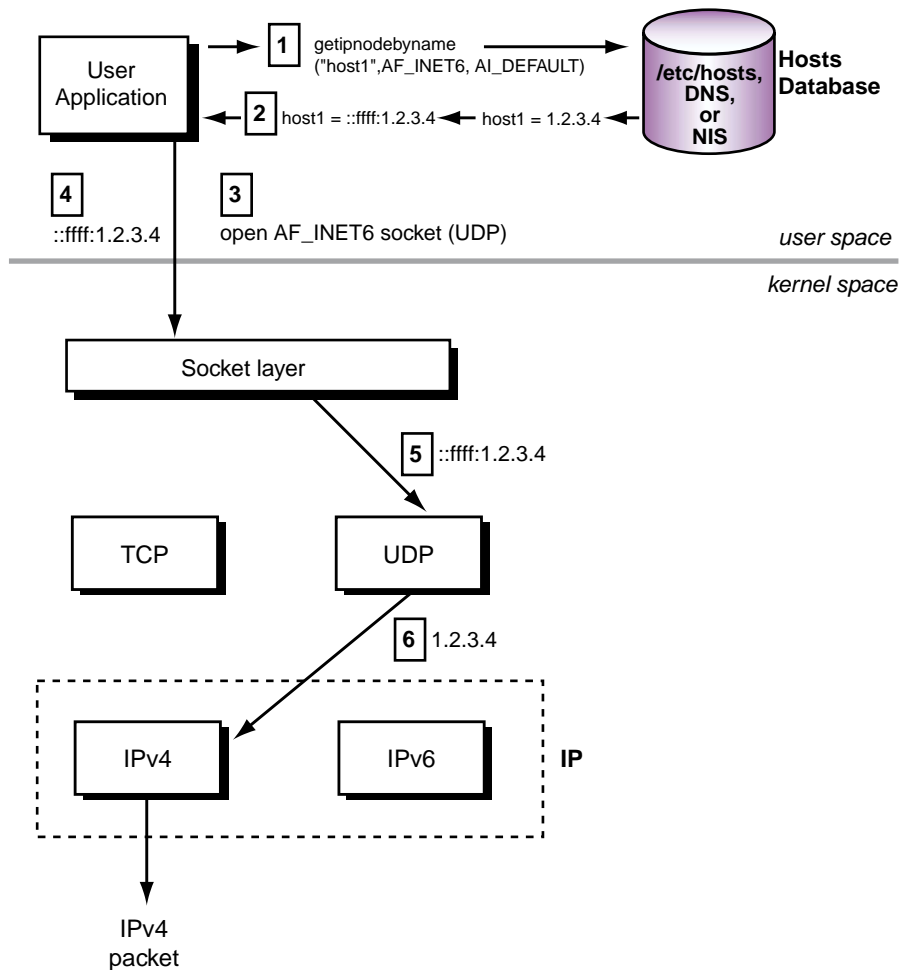 User
Application
1
getipnodebyname
("host1",AF_INET6, AI_DEFAULT)
/etc/hosts,
DNS,
or
NIS
Hosts
Database
2
host1 = ::ffff:1.2.3.4
host1 = 1.2.3.4
4
::ffff:1.2.3.4
3
open AF_INET6 socket (UDP)
user space
kernel space
Socket layer
5
::ffff:1.2.3.4
TCP
UDP
6
1.2.3.4
IPv4
IPv6
IP
IPv4
packet